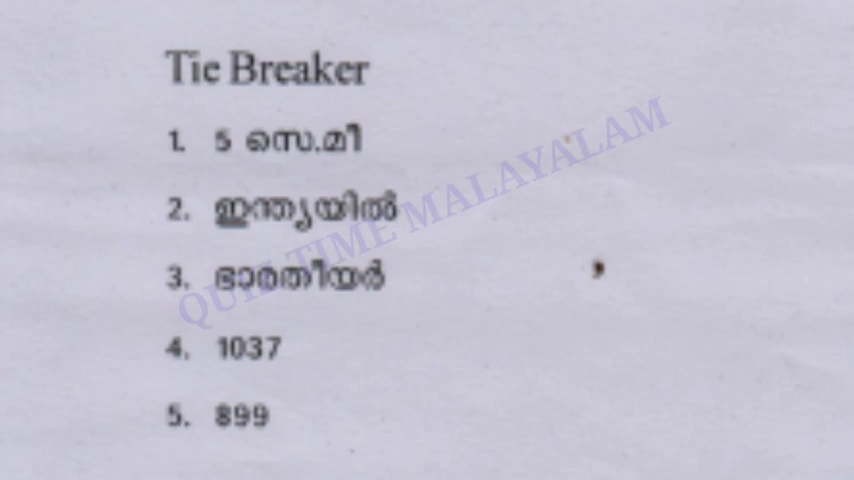 Tie Breaker
1. 5 സെ.മീ
2. ഇന്ത്യയിൽ
3. ഭാരതീയർ
4. 1037
5. 899
QUIZ TIME MALAYALAM